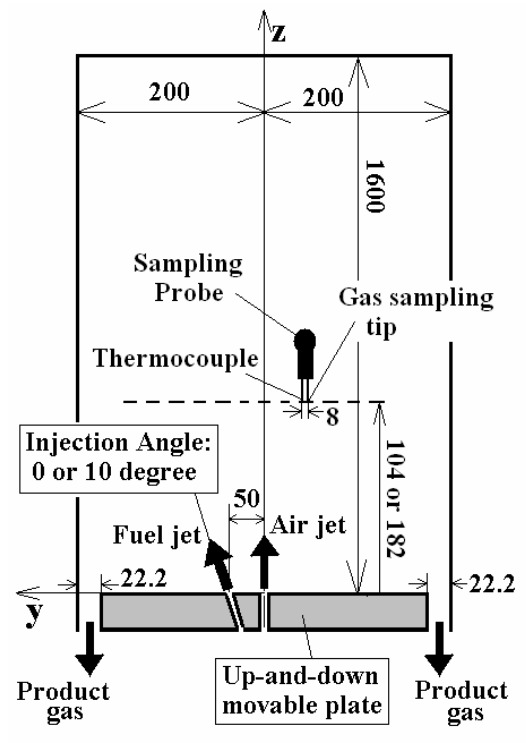 z
200
200
1600
Sampling
Probe
Gas sampling
tip
Thermocouple
8
Injection Angle:
0 or 10 degree
104 or 182
50
Fuel jet
Air jet
22.2
22.2
y
Up-and-down
movable plate
Product
gas
Product
gas